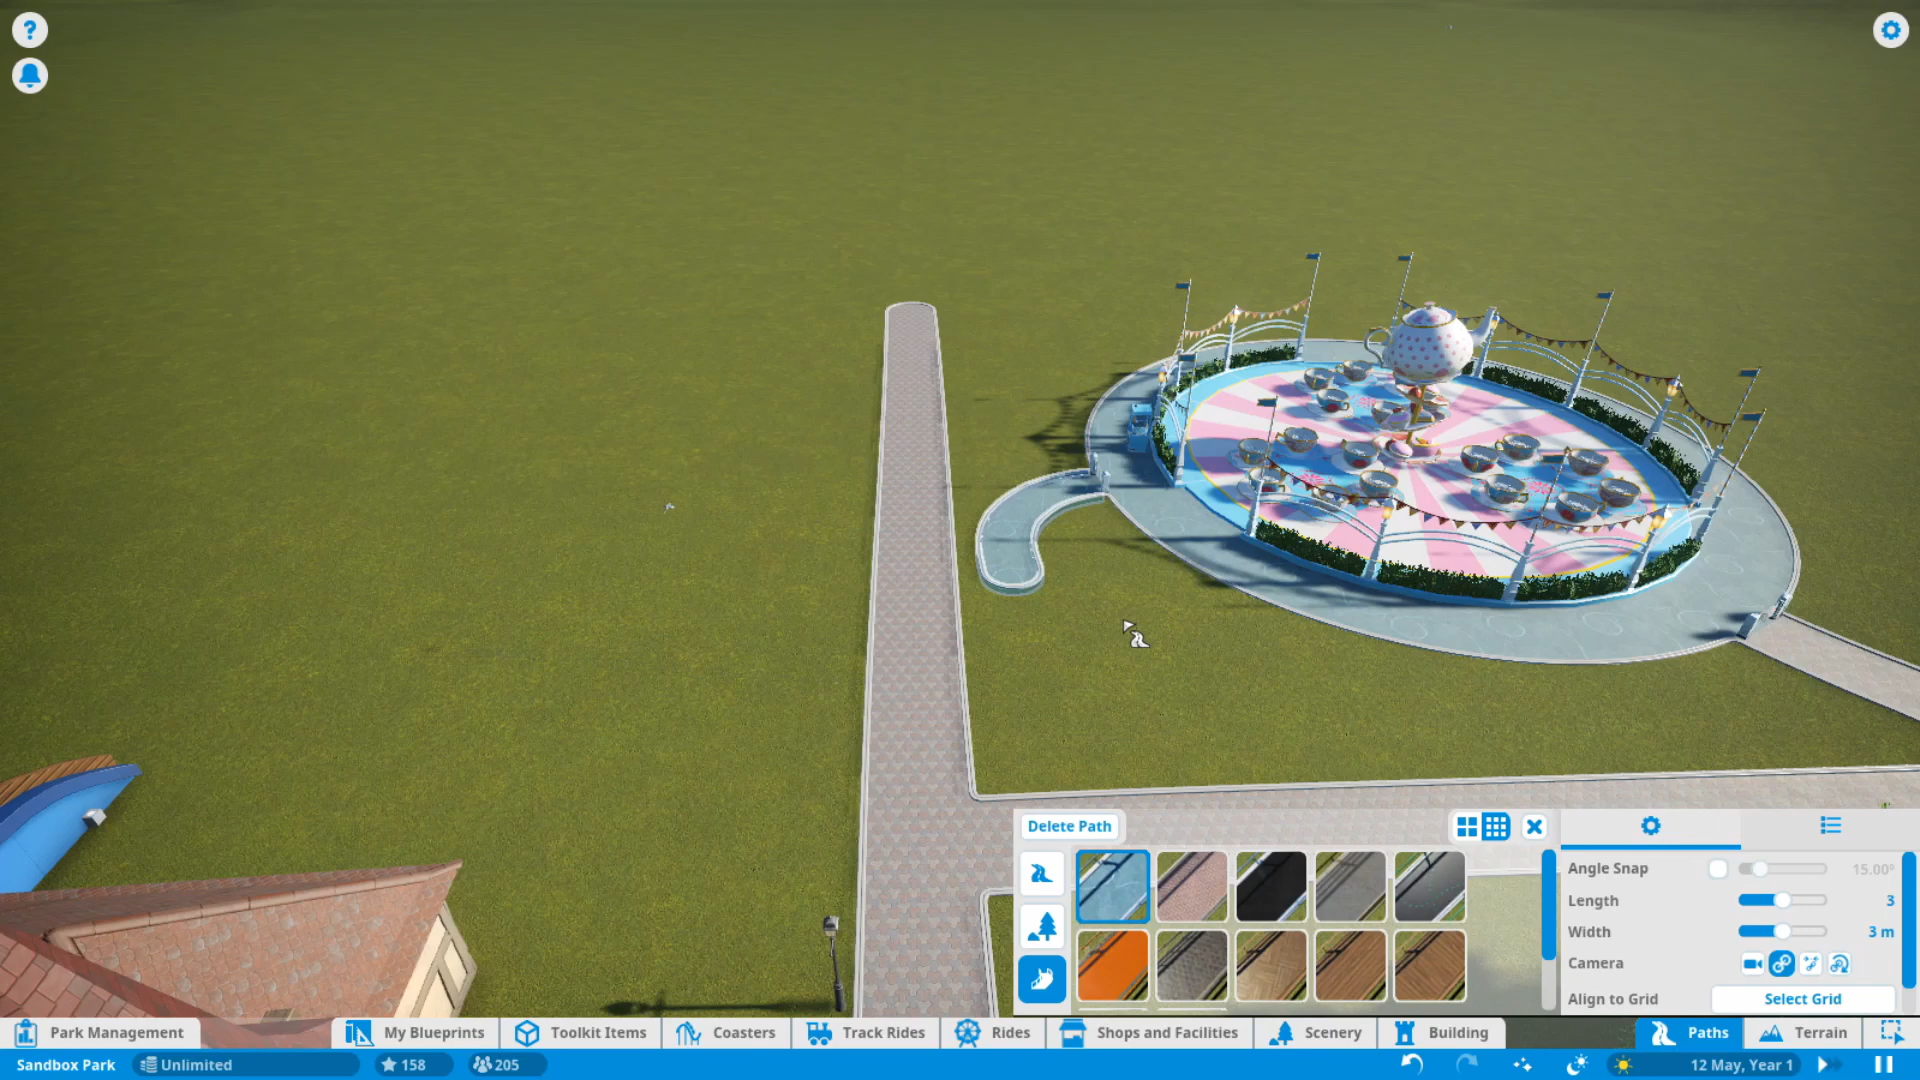 ?
Delete Path
Angle Snap 15.00°
Length 3
Width 3 m
Camera
Align to Grid Select Grid
Park Management My Blueprints Toolkit Items Coasters Track Rides Rides Shops and Facilities Scenery Building Paths Terrain
Sandbox Park Unlimited 158 205 12 May, Year 1